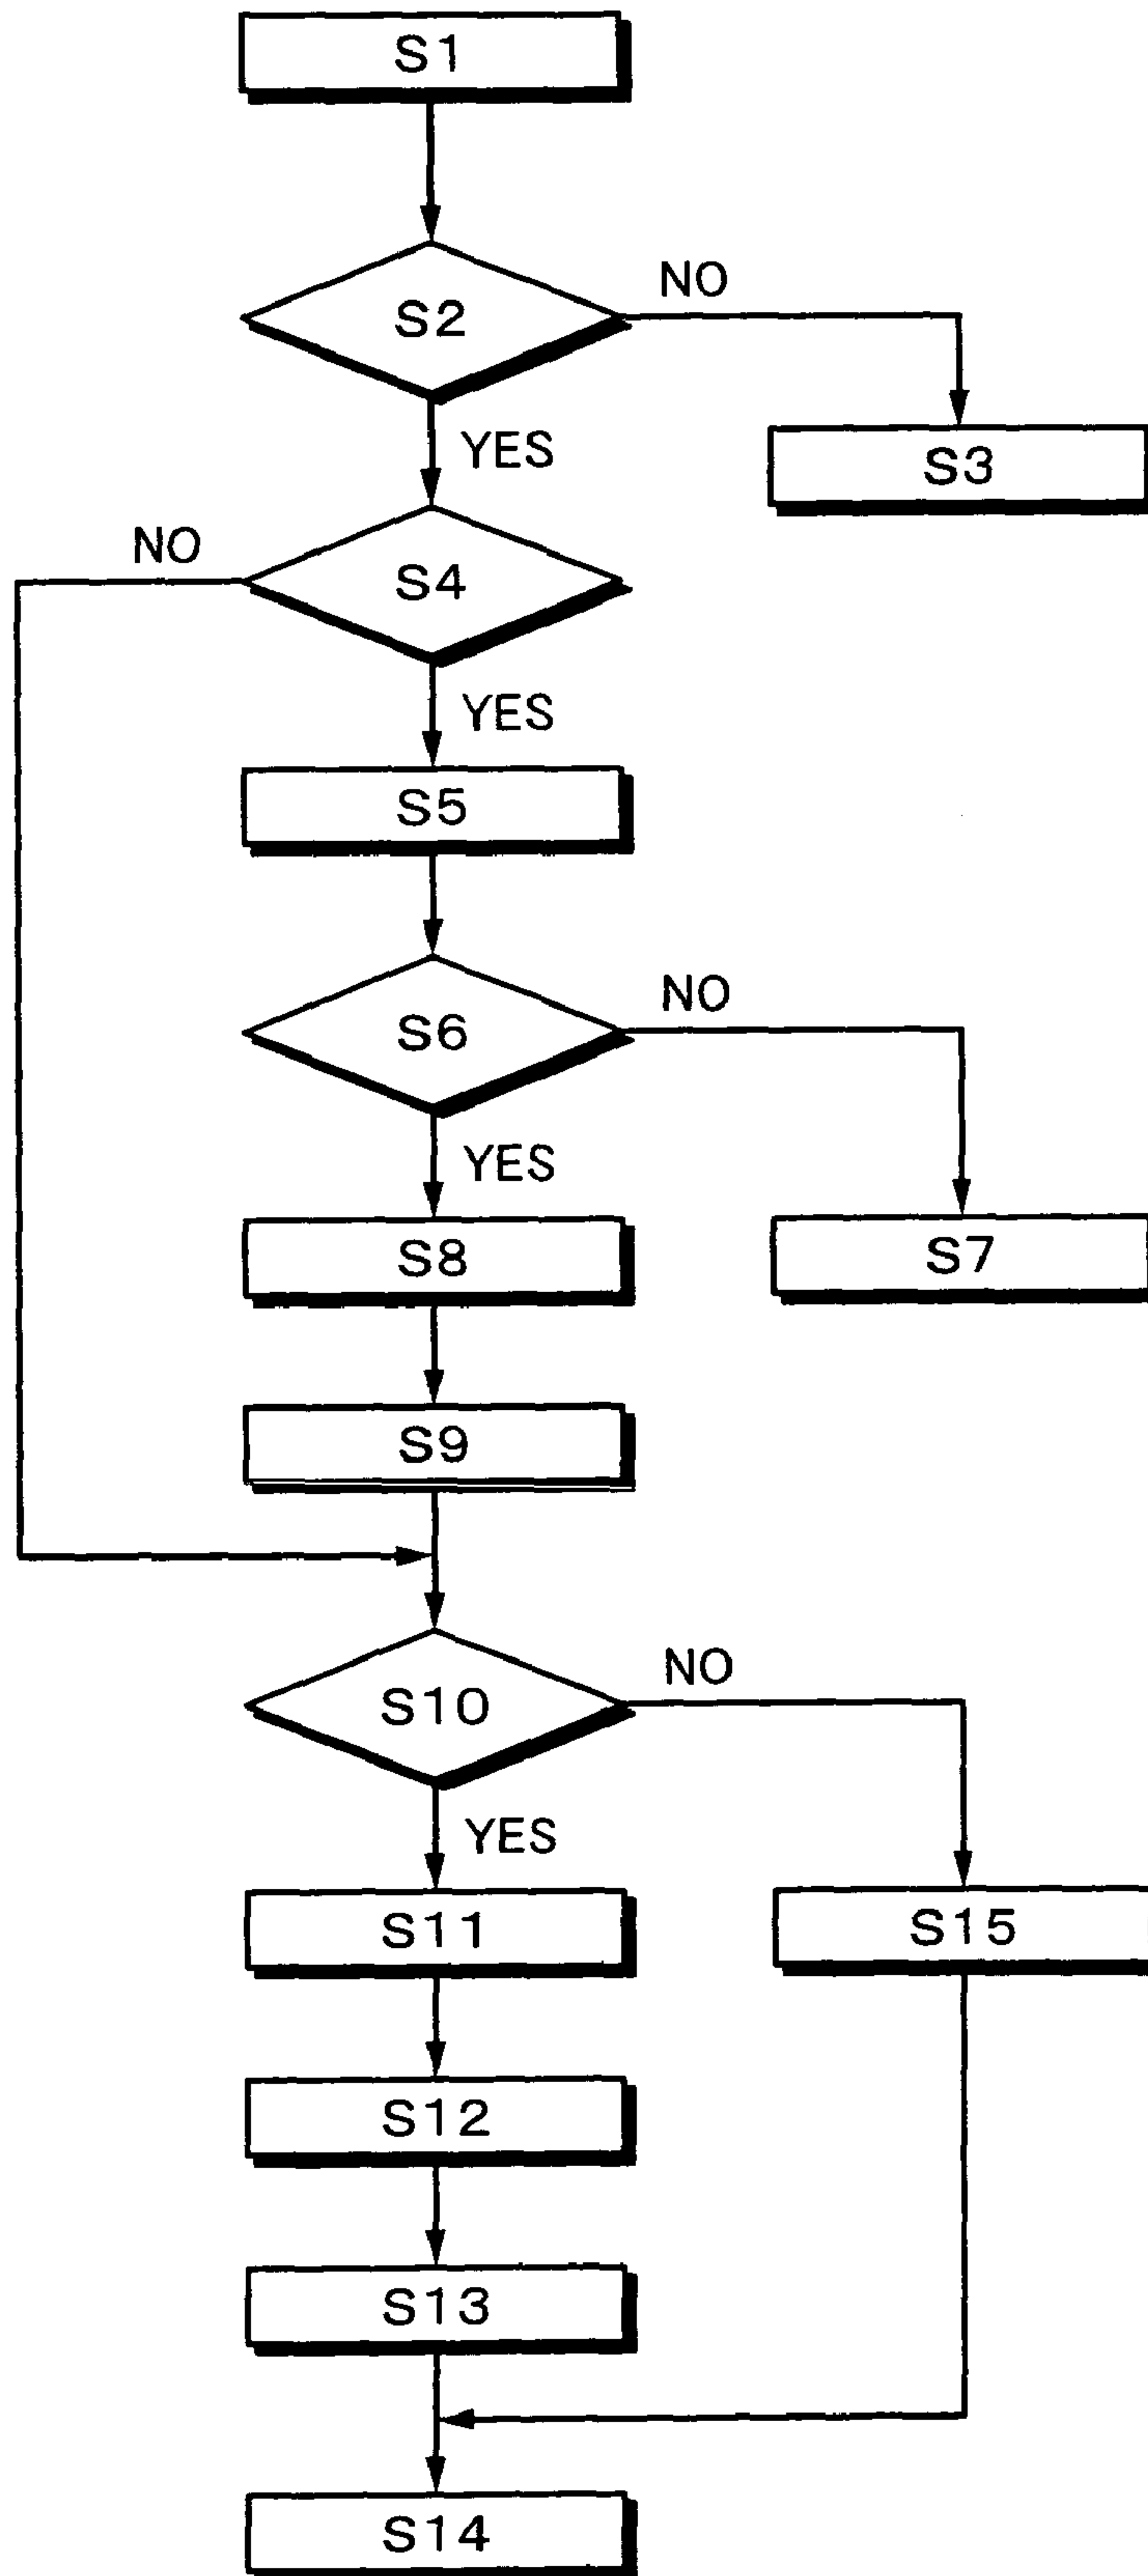 S1
S2
NO
YES
S3
NO
S4
YES
S5
S6
NO
YES
S8
S7
S9
S10
NO
YES
S11
S15
S12
S13
S14